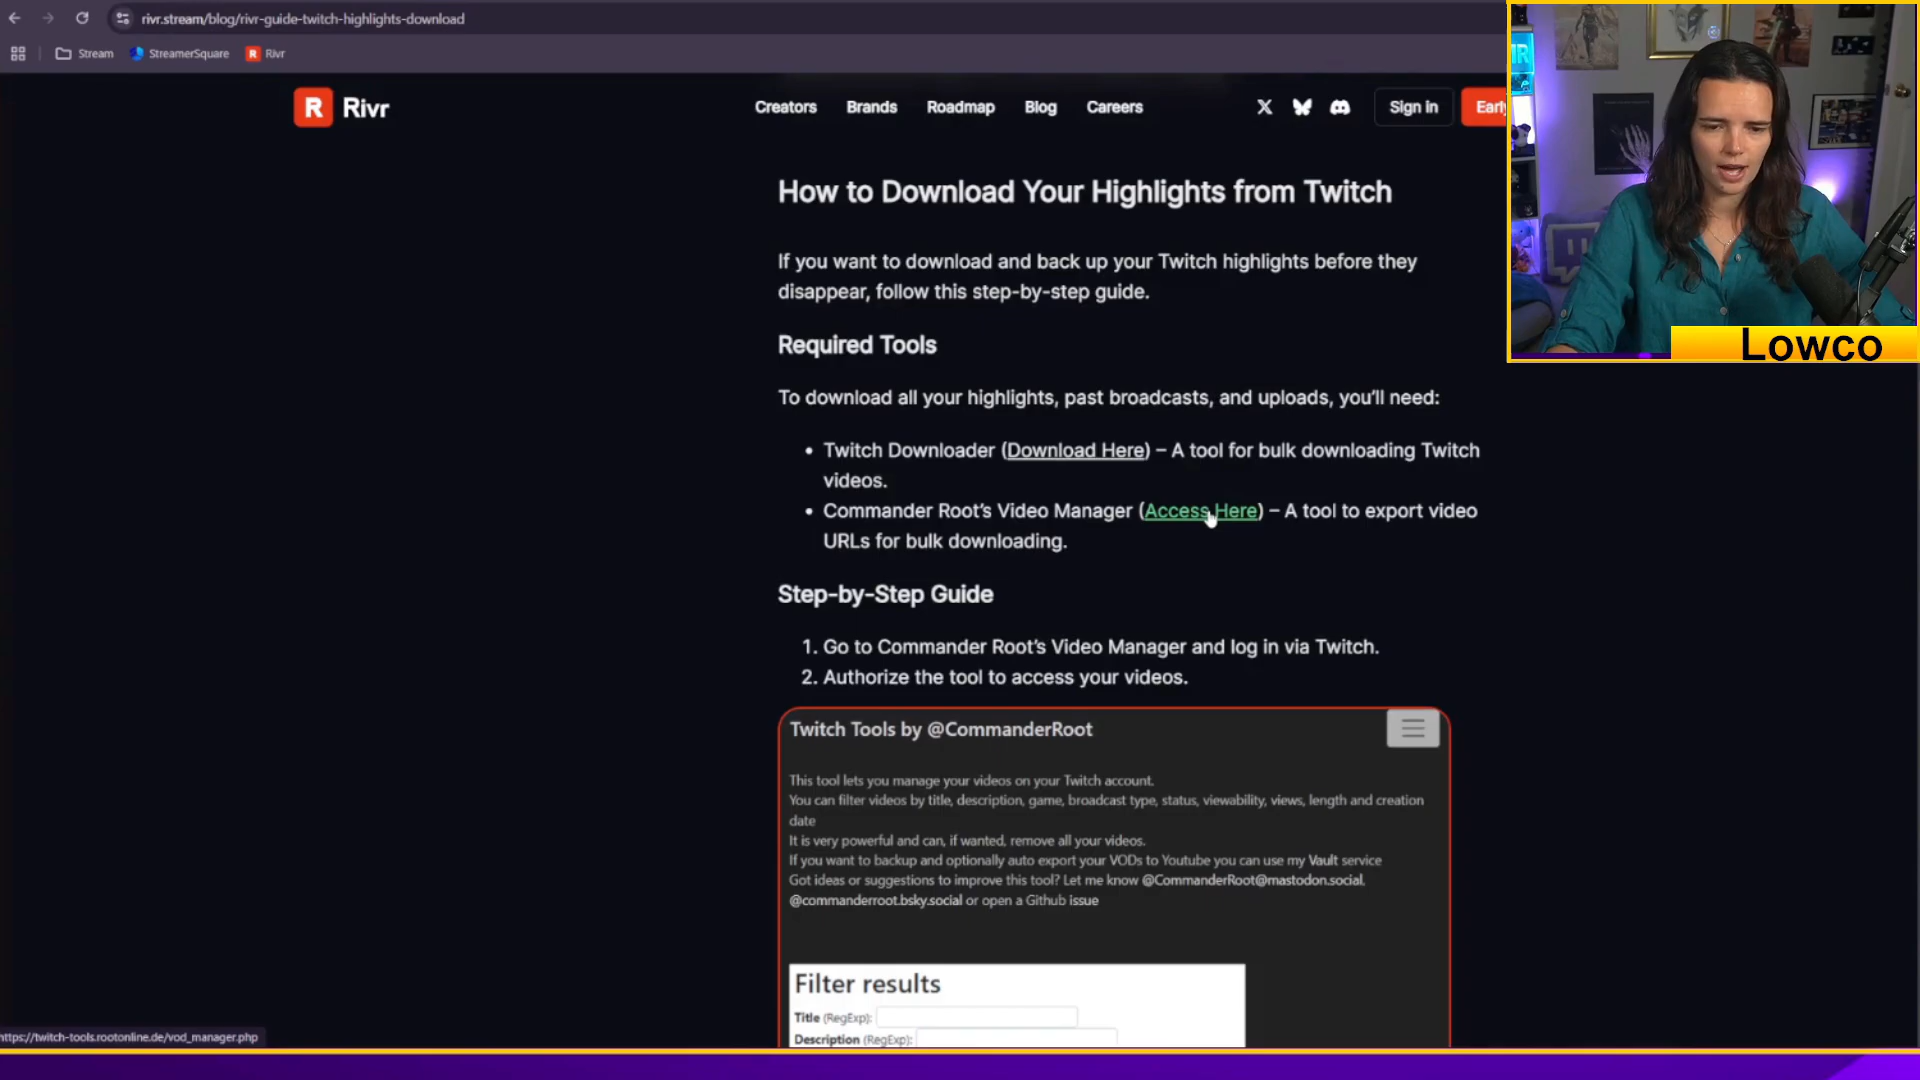 rivr.stream/blog/rivr-guide-twitch-highlights-download
Stream
StreamerSquare
R Rivr
R Rivr
Creators
Brands
Roadmap
Blog
Careers
Sign in
Early
How to Download Your Highlights from Twitch
If you want to download and back up your Twitch highlights before they
disappear, follow this step-by-step guide.
Required Tools
To download all your highlights, past broadcasts, and uploads, you'll need:
• Twitch Downloader (Download Here) – A tool for bulk downloading Twitch
videos.
• Commander Root's Video Manager (Access Here) – A tool to export video
URLs for bulk downloading.
Step-by-Step Guide
1. Go to Commander Root's Video Manager and log in via Twitch.
2. Authorize the tool to access your videos.
Twitch Tools by @CommanderRoot
This tool lets you manage your videos on your Twitch account.
You can filter videos by title, description, game, broadcast type, status, viewability, views, length and creation
date
It is very powerful and can, if wanted, remove all your videos.
If you want to backup and optionally auto export your VODs to Youtube you can use my Vault service
Got ideas or suggestions to improve this tool? Let me know @CommanderRoot@mastodon.social,
@commanderroot.bsky.social or open a Github issue
Filter results
Title (RegExp):
Description (RegExp):
https://twitch-tools.rootonline.de/vod_manager.php
Lowco